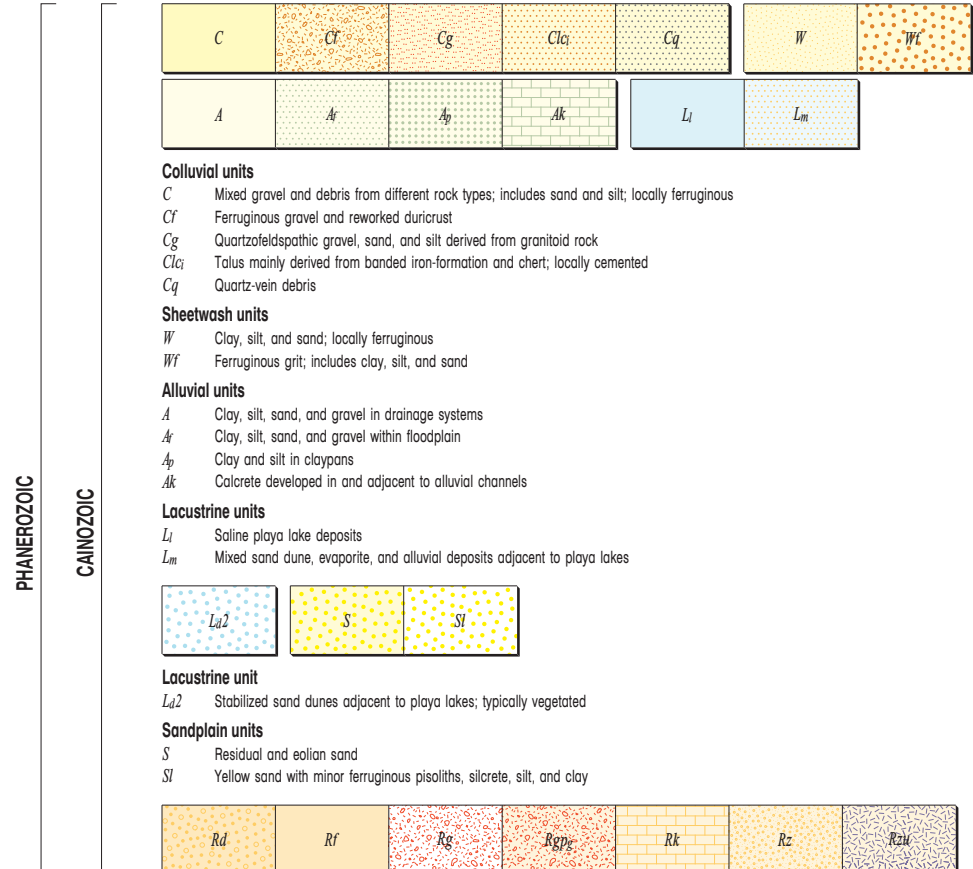 C Cf Cg Clci Cq W Wf
A Af Ap Ak Ll Lm
Colluvial units
C Mixed gravel and debris from different rock types; includes sand and silt; locally ferruginous
Cf Ferruginous gravel and reworked duricrust
Cg Quartzofeldspathic gravel, sand, and silt derived from granitoid rock
Clci Talus mainly derived from banded iron-formation and chert; locally cemented
Cq Quartz-vein debris
Sheetwash units
W Clay, silt, and sand; locally ferruginous
Wf Ferruginous grit; includes clay, silt, and sand
Alluvial units
A Clay, silt, sand, and gravel in drainage systems
Af Clay, silt, sand, and gravel within floodplain
Ap Clay and silt in claypans
Ak Calcrete developed in and adjacent to alluvial channels
Lacustrine units
Ll Saline playa lake deposits
Lm Mixed sand dune, evaporite, and alluvial deposits adjacent to playa lakes
PHANEROZOIC
CAINOZOIC
Ld2 S Sl
Lacustrine unit
Ld2 Stabilized sand dunes adjacent to playa lakes; typically vegetated
Sandplain units
S Residual and eolian sand
Sl Yellow sand with minor ferruginous pisoliths, silcrete, silt, and clay
Rd Rf Rg Rgpg Rk Rz Rzu